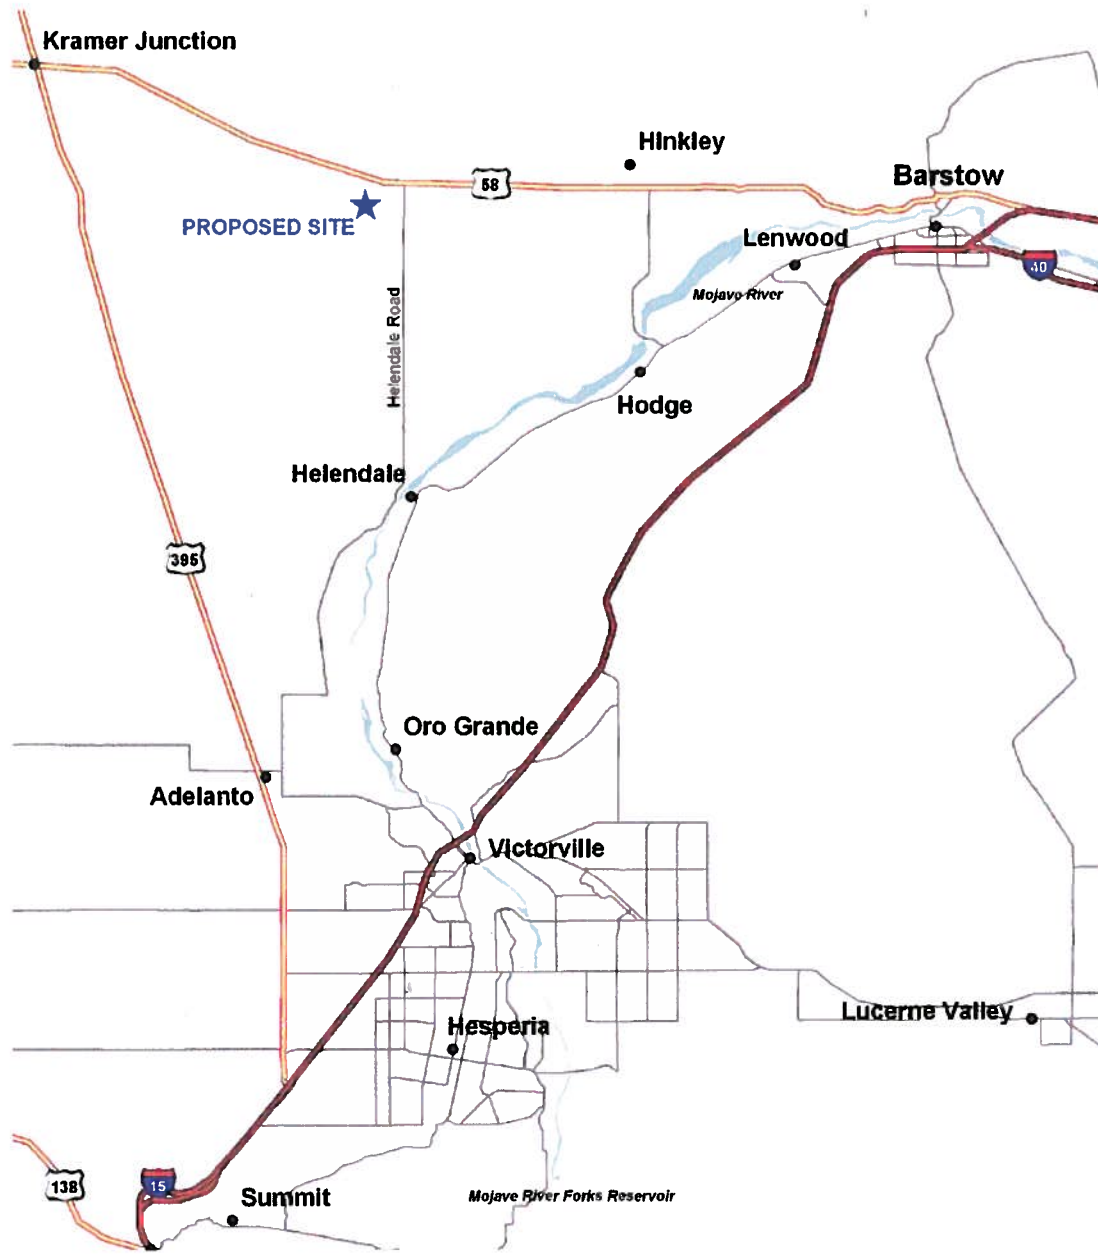 Kramer Junction
Hinkley
58
Barstow
PROPOSED SITE
Lenwood
40
Mojave River
Helendale Road
Hodge
Helendale
395
Oro Grande
Adelanto
Victorville
Lucerne Valley
Hesperia
138
15
Summit
Mojave River Forks Reservoir